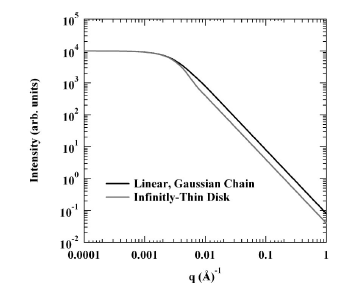 10^5
10^4
10^3
10^2
10^1
10^0
10^-1
10^-2
Intensity (arb. units)
Linear, Gaussian Chain
Infinitly-Thin Disk
0.0001 0.001 0.01 0.1 1
q (Å)^-1